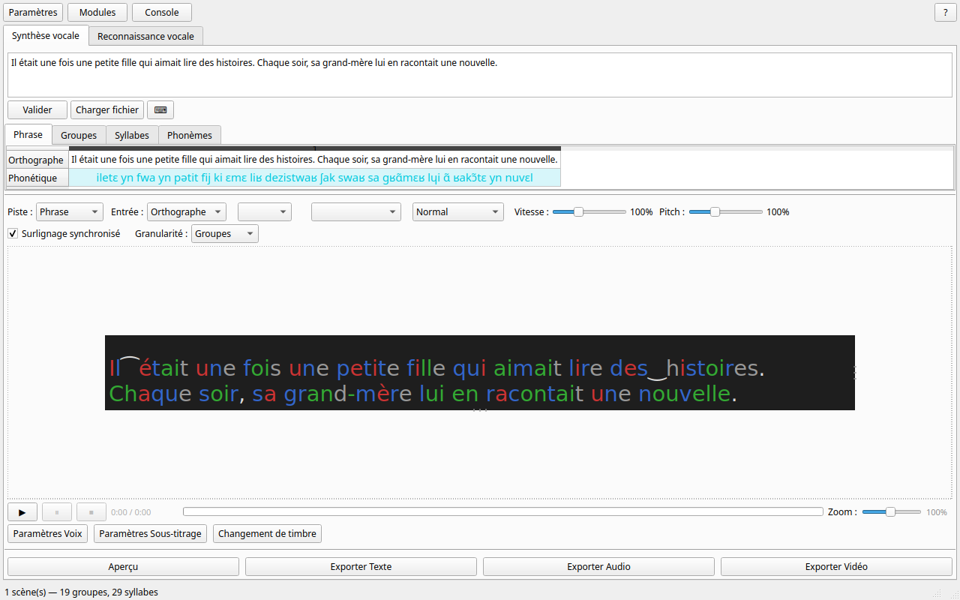 Paramètres Modules Console ?
Synthèse vocale Reconnaissance vocale
Il était une fois une petite fille qui aimait lire des histoires. Chaque soir, sa grand-mère lui en racontait une nouvelle.
Valider Charger fichier
Phrase Groupes Syllabes Phonèmes
Orthographe Il était une fois une petite fille qui aimait lire des histoires. Chaque soir, sa grand-mère lui en racontait une nouvelle.
Phonétique iletɛ yn fwa yn pətit fij ki ɛmɛ liʁ dezistwaʁ ʃak swaʁ sa gʁɑ̃mɛʁ lɥi ɑ̃ ʁakɔ̃tɛ yn nuvɛl
Piste : Phrase Entrée : Orthographe Normal Vitesse : 100% Pitch : 100%
Surlignage synchronisé Granularité : Groupes
Il‿était une fois une petite fille qui aimait lire des‿histoires.
Chaque soir, sa grand-mère lui en racontait une nouvelle.
0:00 / 0:00 Zoom : 100%
Paramètres Voix Paramètres Sous-titrage Changement de timbre
Aperçu Exporter Texte Exporter Audio Exporter Vidéo
1 scène(s) — 19 groupes, 29 syllabes